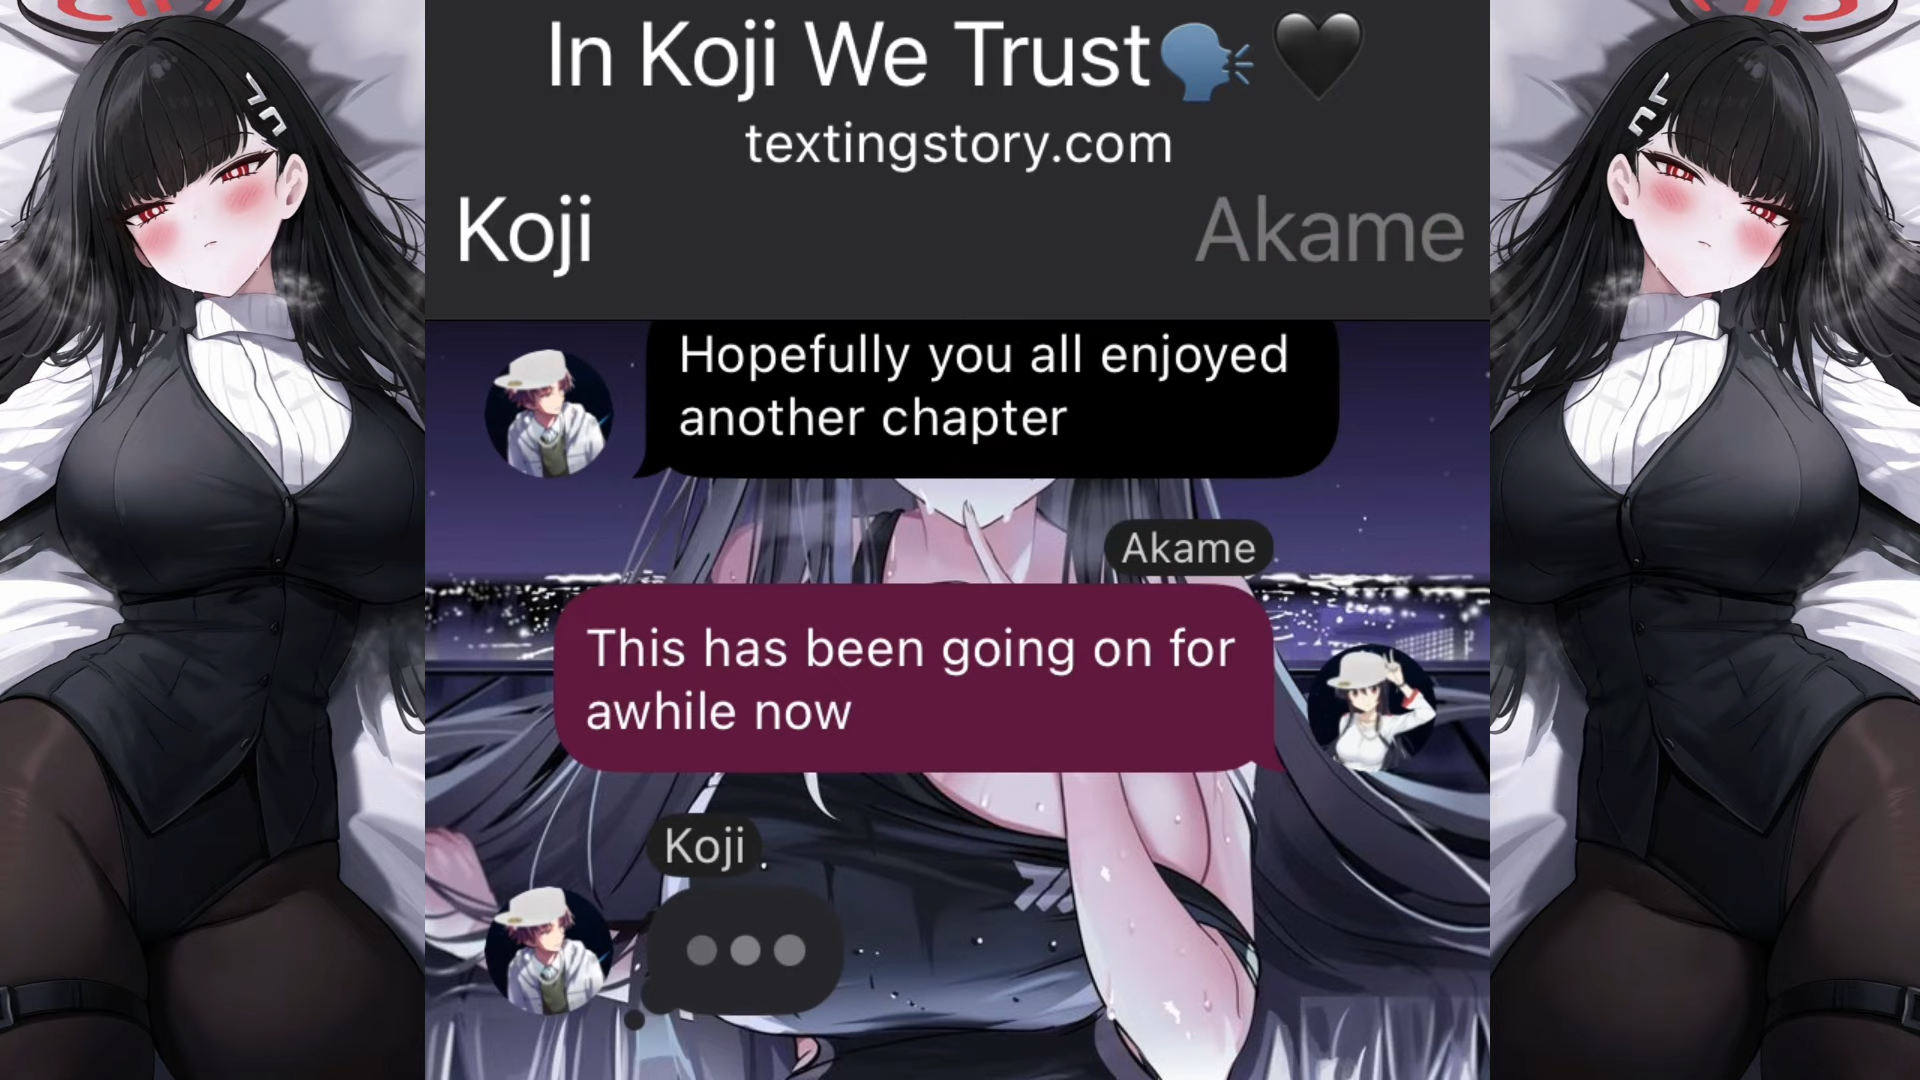 In Koji We Trust🗣️🖤
textingstory.com
Koji
Akame
Hopefully you all enjoyed
another chapter
Akame
This has been going on for
awhile now
Koji